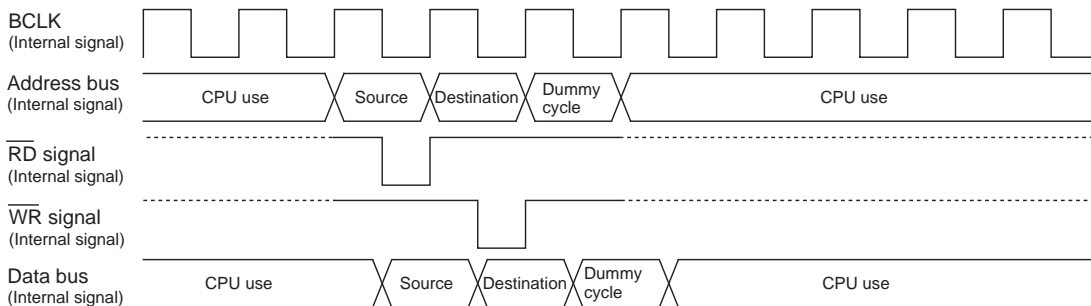 BCLK
(Internal signal)
Address bus
(Internal signal)
CPU use
Source
Destination
Dummy
cycle
CPU use
RD signal
(Internal signal)
WR signal
(Internal signal)
Data bus
(Internal signal)
CPU use
Source
Destination
Dummy
cycle
CPU use